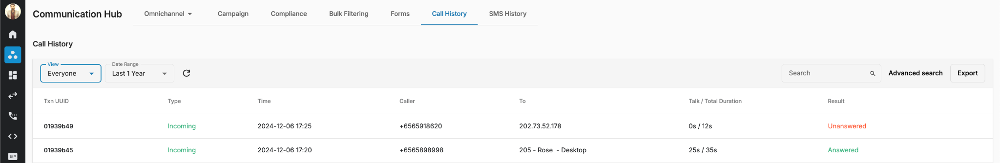 Communication Hub
Omnichannel
Campaign
Compliance
Bulk Filtering
Forms
Call History
SMS History
Call History
View
Everyone
Date Range
Last 1 Year
Search
Advanced search
Export
Txn UUID Type Time Caller To Talk / Total Duration Result
01939b49 Incoming 2024-12-06 17:25 +6565918620 202.73.52.178 0s / 12s Unanswered
01939b45 Incoming 2024-12-06 17:20 +6565898998 205 - Rose - Desktop 25s / 35s Answered
SIP